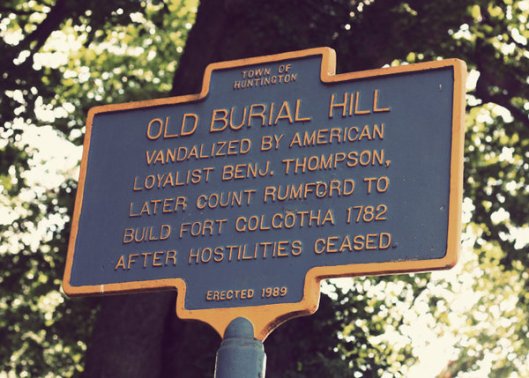 TOWN OF
HUNTINGTON
OLD BURIAL HILL
VANDALIZED BY AMERICAN
LOYALIST BENJ. THOMPSON,
LATER COUNT RUMFORD TO
BUILD FORT GOLGOTHA 1782
AFTER HOSTILITIES CEASED.
ERECTED 1989